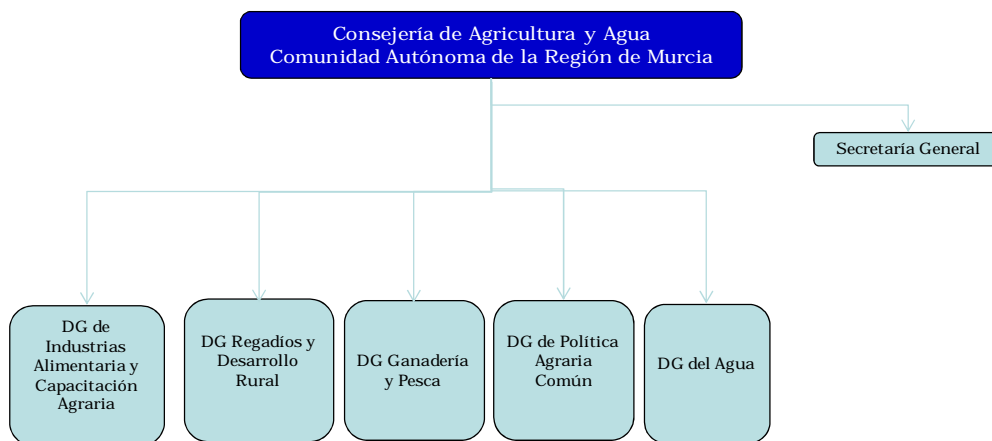 Consejería de Agricultura y Agua
Comunidad Autónoma de la Región de Murcia
Secretaría General
DG de
Industrias
Alimentaria y
Capacitación
Agraria
DG Regadíos y
Desarrollo
Rural
DG Ganadería
y Pesca
DG de Política
Agraria
Común
DG del Agua